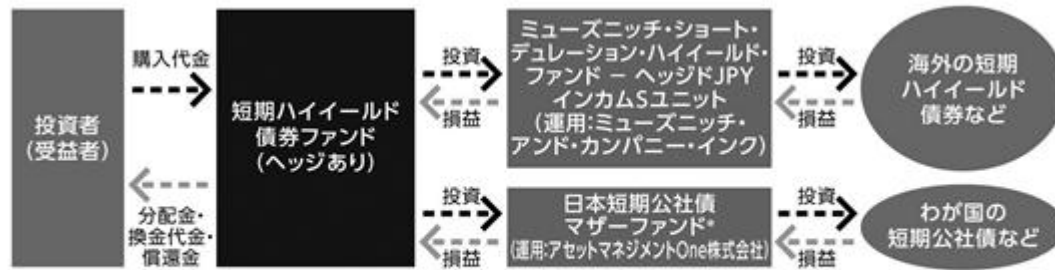 投資者
(受益者)
購入代金
分配金・
換金代金・
償還金
短期ハイイールド
債券ファンド
(ヘッジあり)
投資
損益
ミューズニッチ・ショート・
デュレーション・ハイイールド・
ファンド − ヘッジドJPY
インカムSユニット
(運用:ミューズニッチ・
アンド・カンパニー・インク)
投資
損益
海外の短期
ハイイールド
債券など
投資
損益
日本短期公社債
マザーファンド*
(運用:アセットマネジメントOne株式会社)
投資
損益
わが国の
短期公社債など